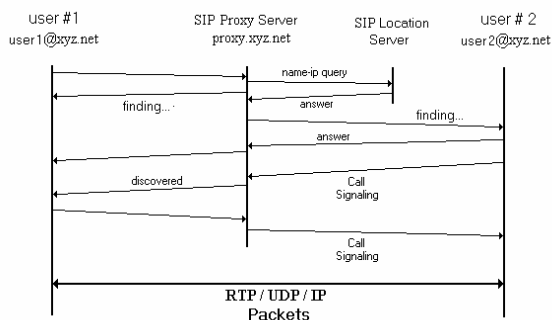 user #1
user1@xyz.net
SIP Proxy Server
proxy.xyz.net
SIP Location
Server
user # 2
user2@xyz.net
name-ip query
answer
finding...
finding...
answer
discovered
Call
Signaling
Call
Signaling
RTP / UDP / IP
Packets